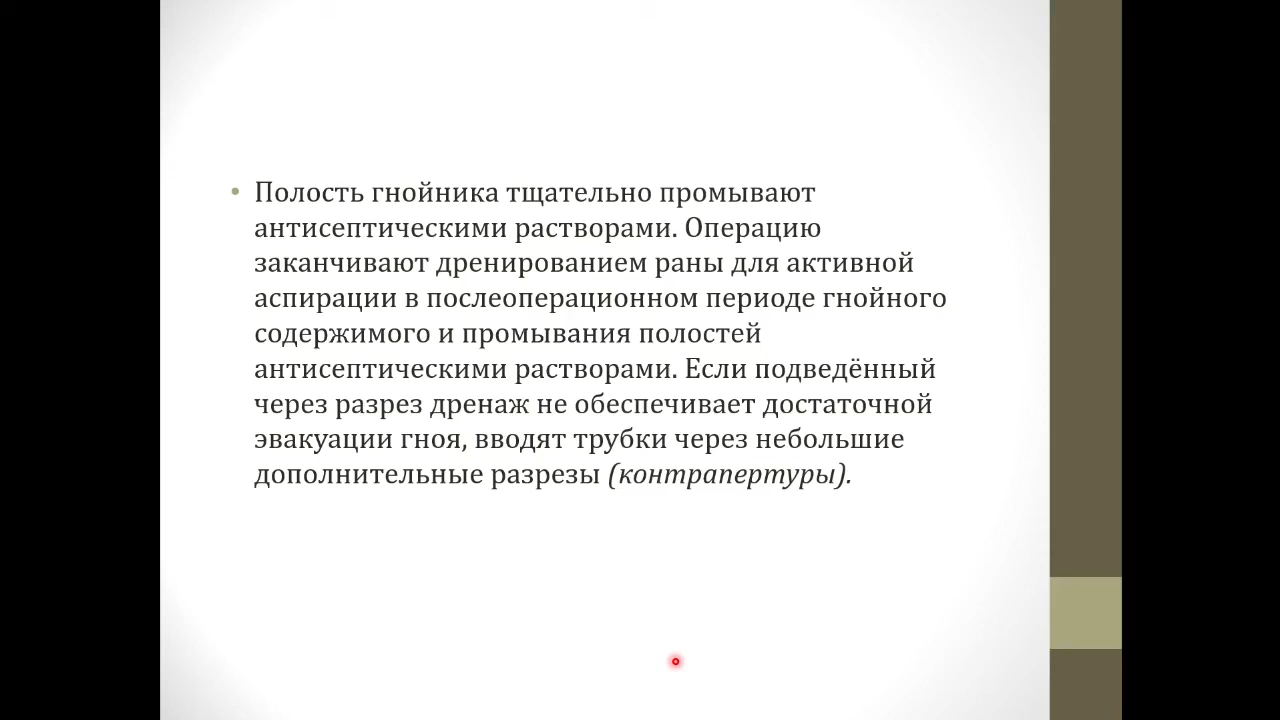 • Полость гнойника тщательно промывают
антисептическими растворами. Операцию
заканчивают дренированием раны для активной
аспирации в послеоперационном периоде гнойного
содержимого и промывания полостей
антисептическими растворами. Если подведённый
через разрез дренаж не обеспечивает достаточной
эвакуации гноя, вводят трубки через небольшие
дополнительные разрезы (контрапертуры).